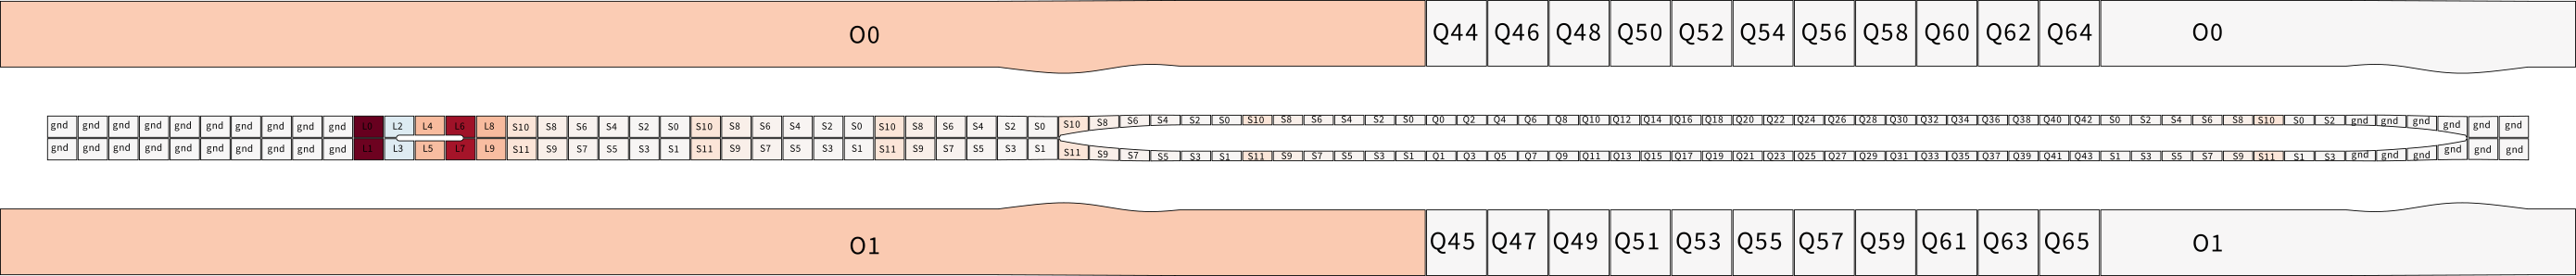 O0 Q44 Q46 Q48 Q50 Q52 Q54 Q56 Q58 Q60 Q62 Q64 O0
gnd gnd gnd gnd gnd gnd gnd gnd gnd gnd L0 L2 L4 L6 L8 S10 S8 S6 S4 S2 S0 S10 S8 S6 S4 S2 S0 S10 S8 S6 S4 S2 S0 S10 S8 S6 S4 S2 S0 S10 S8 S6 S4 S2 S0 Q0 Q2 Q4 Q6 Q8 Q10 Q12 Q14 Q16 Q18 Q20 Q22 Q24 Q26 Q28 Q30 Q32 Q34 Q36 Q38 Q40 Q42 S0 S2 S4 S6 S8 S10 S0 S2 gnd gnd gnd gnd gnd gnd
gnd gnd gnd gnd gnd gnd gnd gnd gnd gnd L1 L3 L5 L7 L9 S11 S9 S7 S5 S3 S1 S11 S9 S7 S5 S3 S1 S11 S9 S7 S5 S3 S1 S11 S9 S7 S5 S3 S1 S11 S9 S7 S5 S3 S1 Q1 Q3 Q5 Q7 Q9 Q11 Q13 Q15 Q17 Q19 Q21 Q23 Q25 Q27 Q29 Q31 Q33 Q35 Q37 Q39 Q41 Q43 S1 S3 S5 S7 S9 S11 S1 S3 gnd gnd gnd gnd gnd gnd
O1 Q45 Q47 Q49 Q51 Q53 Q55 Q57 Q59 Q61 Q63 Q65 O1